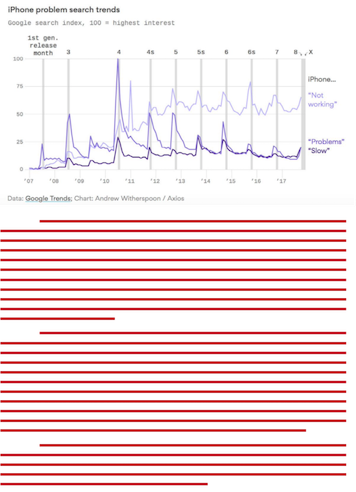 iPhone problem search trends
Google search index, 100 = highest interest
1st gen.
release
month 3 4 4s 5 5s 6 6s 7 8, X
100
75
50
25
0
iPhone...
"Not
working"
"Problems"
"Slow"
'07 '08 '09 '10 '11 '12 '13 '14 '15 '16 '17
Data: Google Trends; Chart: Andrew Witherspoon / Axios